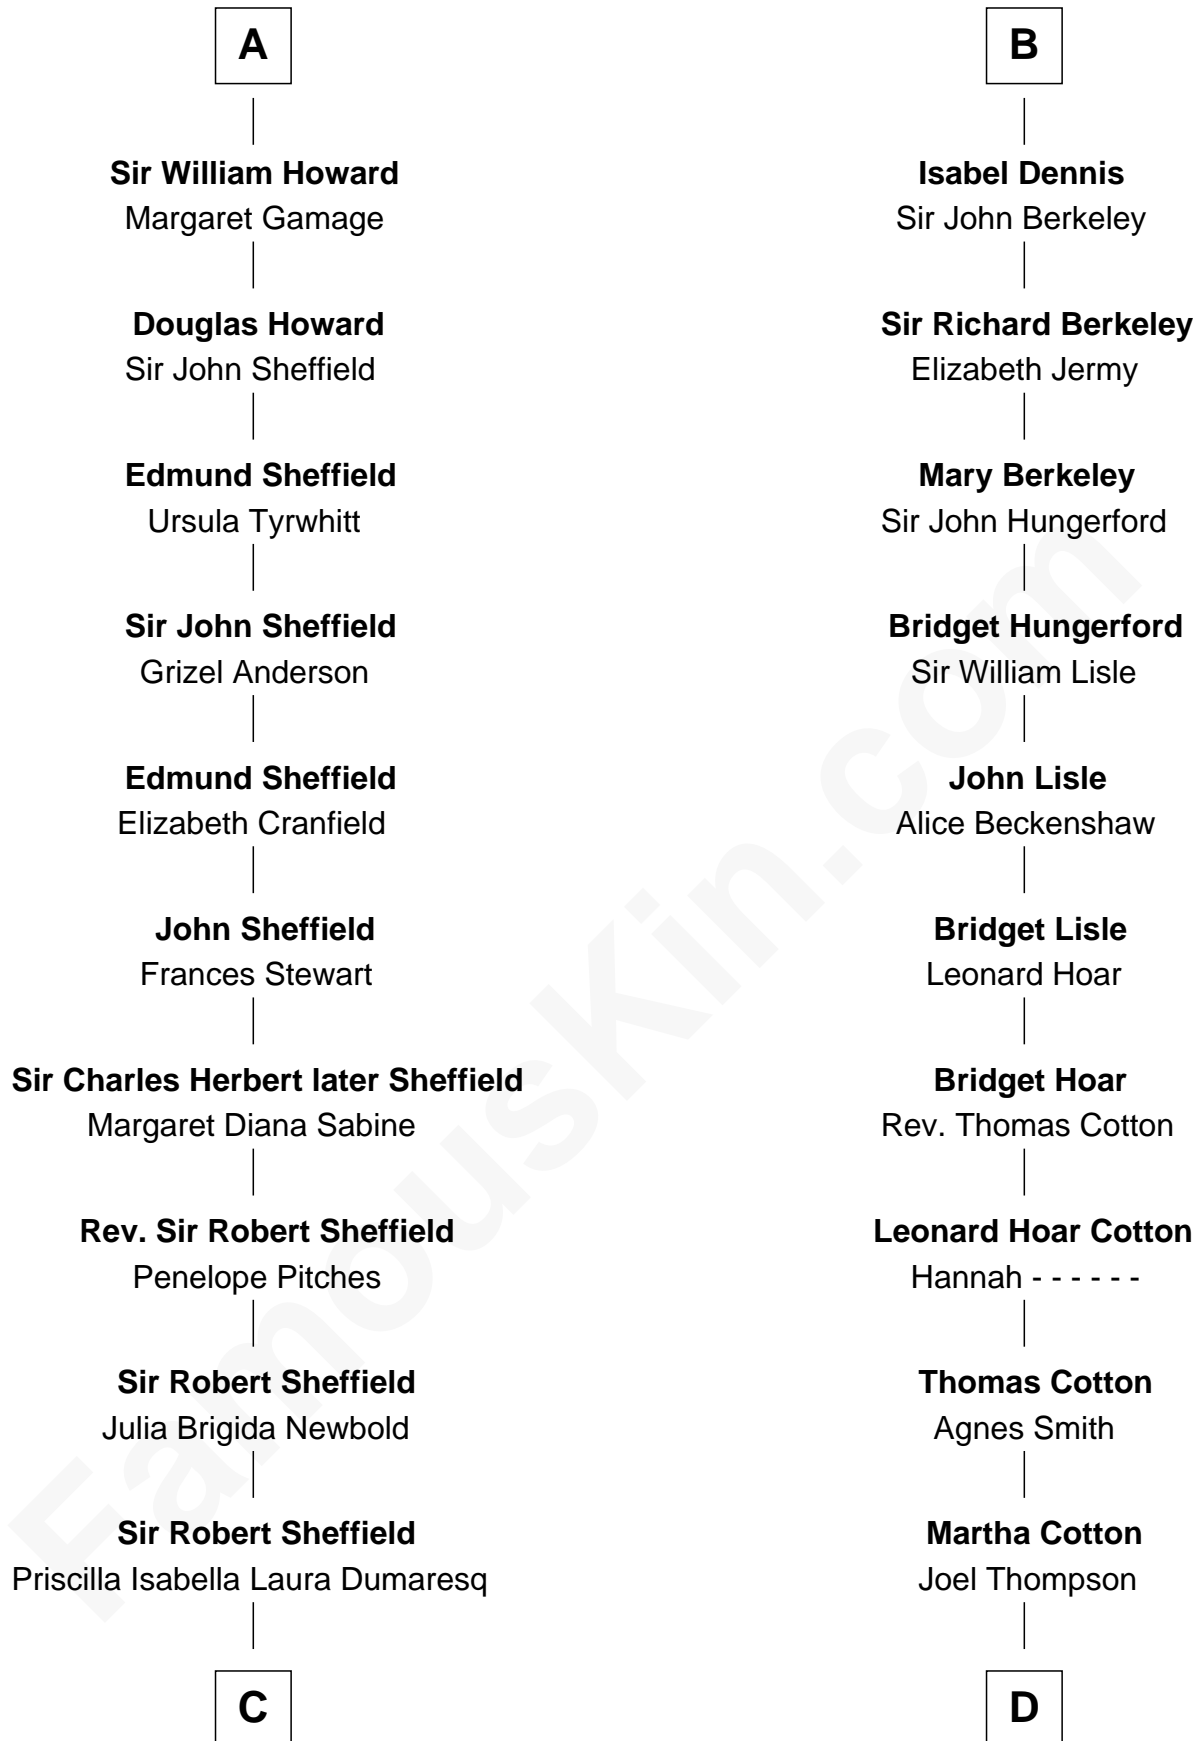 A
Sir William Howard
Margaret Gamage
Douglas Howard
Sir John Sheffield
Edmund Sheffield
Ursula Tyrwhitt
Sir John Sheffield
Grizel Anderson
Edmund Sheffield
Elizabeth Cranfield
John Sheffield
Frances Stewart
Sir Charles Herbert later Sheffield
Margaret Diana Sabine
Rev. Sir Robert Sheffield
Penelope Pitches
Sir Robert Sheffield
Julia Brigida Newbold
Sir Robert Sheffield
Priscilla Isabella Laura Dumaresq
C
B
Isabel Dennis
Sir John Berkeley
Sir Richard Berkeley
Elizabeth Jermy
Mary Berkeley
Sir John Hungerford
Bridget Hungerford
Sir William Lisle
John Lisle
Alice Beckenshaw
Bridget Lisle
Leonard Hoar
Bridget Hoar
Rev. Thomas Cotton
Leonard Hoar Cotton
Hannah - - - - - -
Thomas Cotton
Agnes Smith
Martha Cotton
Joel Thompson
D
FamousKin.com